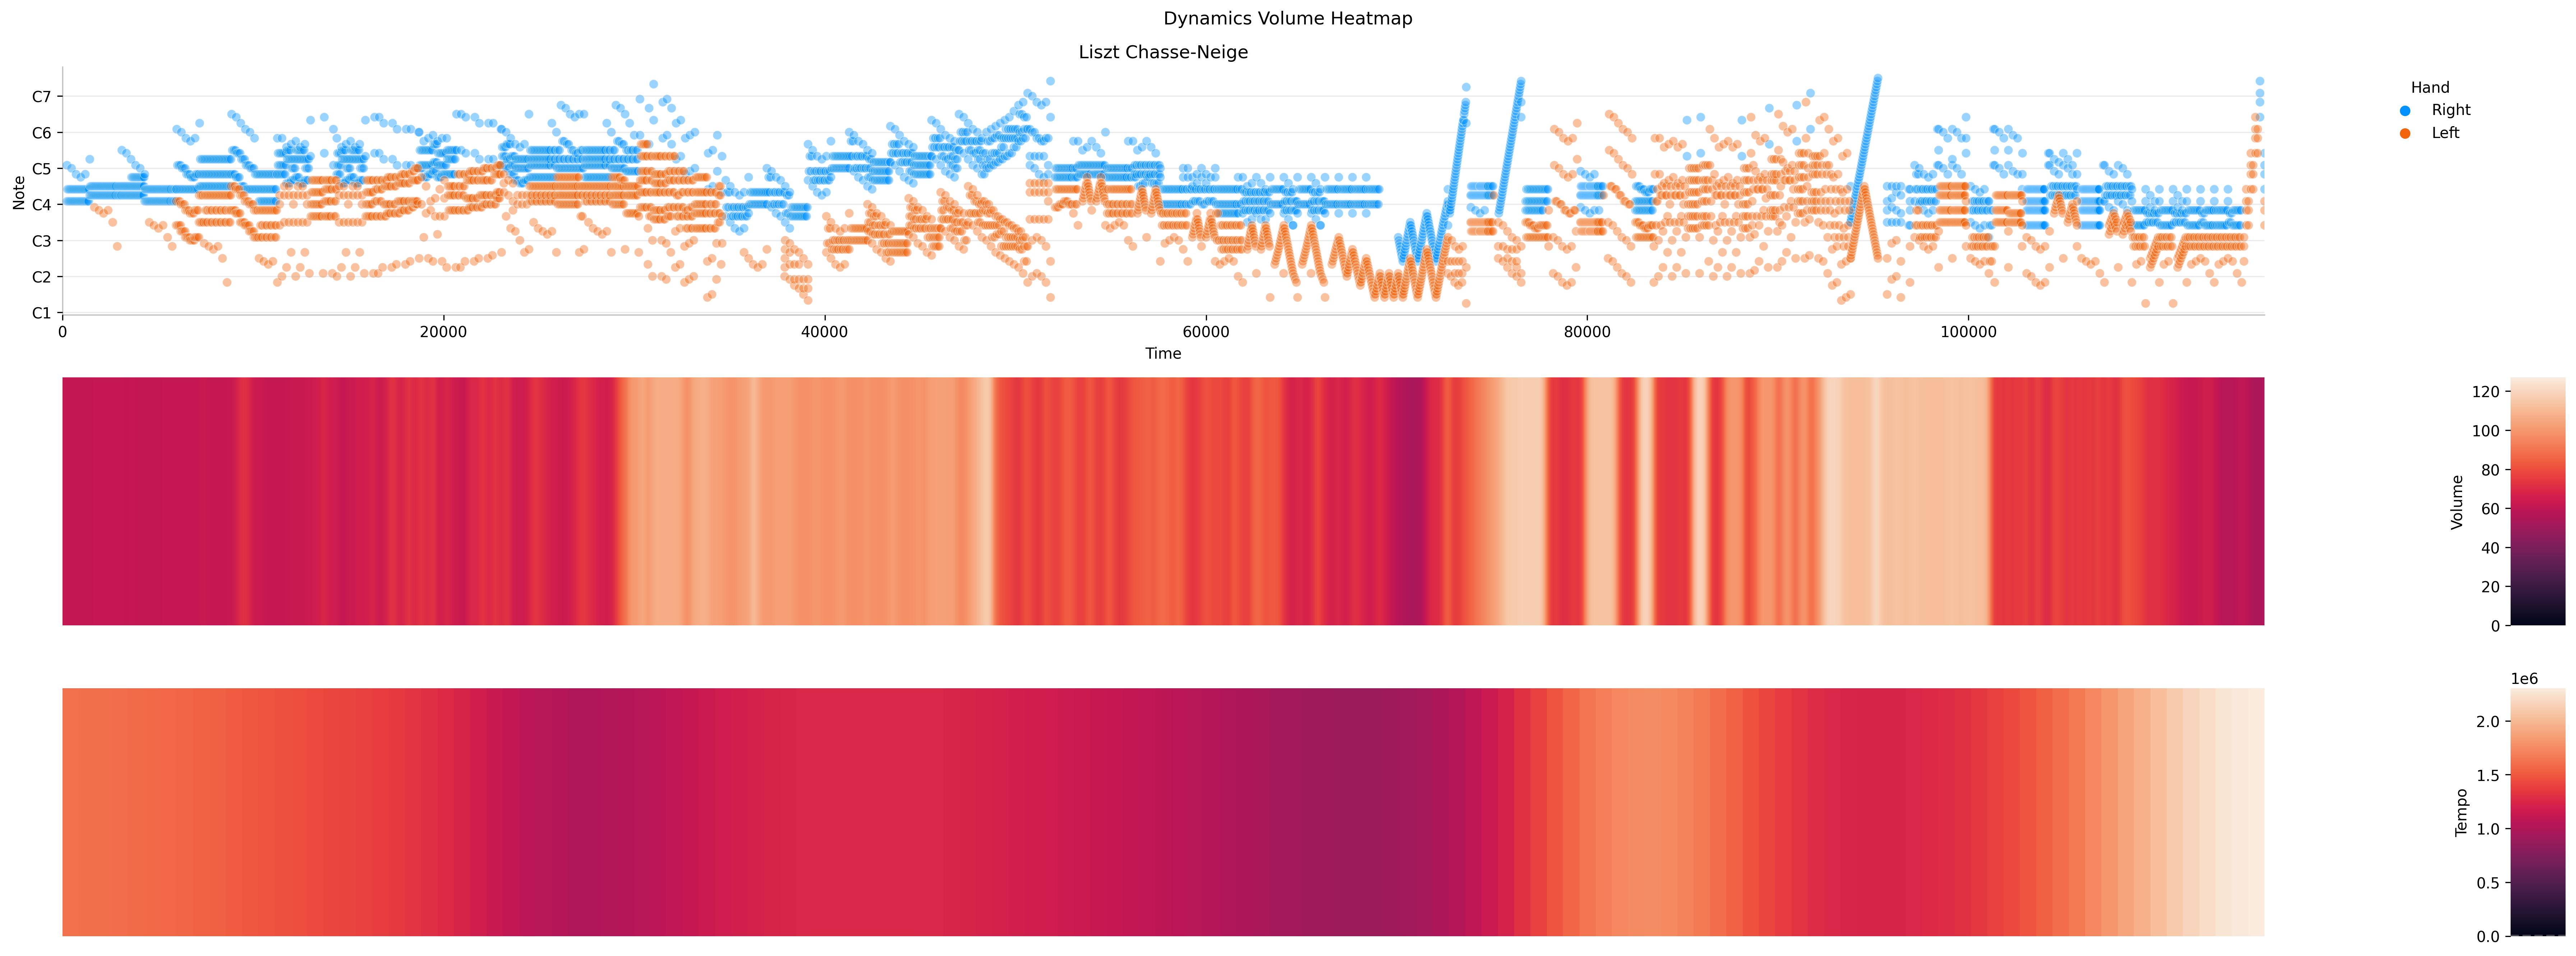 Dynamics Volume Heatmap
Liszt Chasse-Neige
Note
C7
C6
C5
C4
C3
C2
C1
0 20000 40000 60000 80000 100000
Time
Hand
Right
Left
Volume
120
100
80
60
40
20
0
1e6
Tempo
2.0
1.5
1.0
0.5
0.0